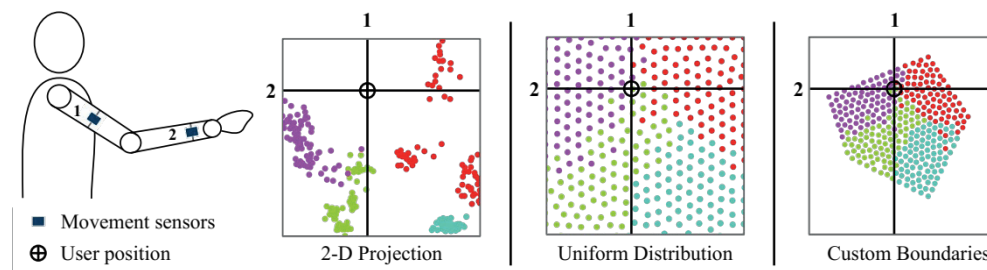 1
2
Movement sensors
User position
1
2
2-D Projection
1
2
Uniform Distribution
1
2
Custom Boundaries